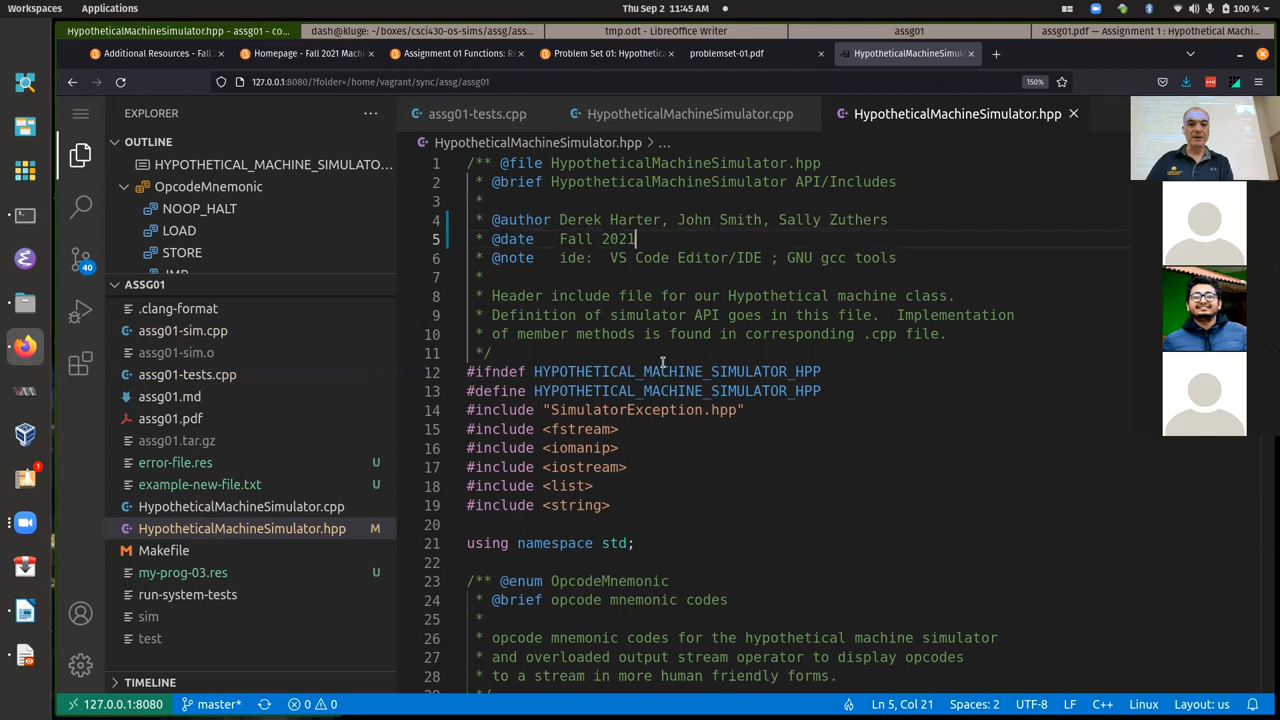 Workspaces Applications Thu Sep 2 11:45 AM 100 %
HypotheticalMachineSimulator.hpp - assg01 - co... dash@kluge: ~/boxes/csci430-os-sims/assg/ass... tmp.odt - LibreOffice Writer assg01 assg01.pdf — Assignment 1 : Hypothetical Mac...
Additional Resources - Fall Homepage - Fall 2021 Machi Assignment 01 Functions: Re Problem Set 01: Hypotheti problemset-01.pdf HypotheticalMachineSimulat
127.0.0.1:8080/?folder=/home/vagrant/sync/assg/assg01 150%
EXPLORER
assg01-tests.cpp HypotheticalMachineSimulator.cpp HypotheticalMachineSimulator.hpp
HypotheticalMachineSimulator.hpp > ...
OUTLINE
HYPOTHETICAL_MACHINE_SIMULATO...
OpcodeMnemonic
NOOP_HALT
LOAD
STORE
JMP
ASSG01
.clang-format
assg01-sim.cpp
assg01-sim.o
assg01-tests.cpp
assg01.md
assg01.pdf
assg01.tar.gz
error-file.res U
example-new-file.txt U
HypotheticalMachineSimulator.cpp
HypotheticalMachineSimulator.hpp M
Makefile
my-prog-03.res U
run-system-tests
sim
test
TIMELINE
40
1
1 /** @file HypotheticalMachineSimulator.hpp
2 * @brief HypotheticalMachineSimulator API/Includes
3 *
4 * @author Derek Harter, John Smith, Sally Zuthers
5 * @date Fall 2021
6 * @note ide: VS Code Editor/IDE ; GNU gcc tools
7 *
8 * Header include file for our Hypothetical machine class.
9 * Definition of simulator API goes in this file. Implementation
10 * of member methods is found in corresponding .cpp file.
11 */
12 #ifndef HYPOTHETICAL_MACHINE_SIMULATOR_HPP
13 #define HYPOTHETICAL_MACHINE_SIMULATOR_HPP
14 #include "SimulatorException.hpp"
15 #include <fstream>
16 #include <iomanip>
17 #include <iostream>
18 #include <list>
19 #include <string>
20
21 using namespace std;
22
23 /** @enum OpcodeMnemonic
24 * @brief opcode mnemonic codes
25 *
26 * opcode mnemonic codes for the hypothetical machine simulator
27 * and overloaded output stream operator to display opcodes
28 * to a stream in more human friendly forms.
29 */
127.0.0.1:8080 master* 0 0 Ln 5, Col 21 Spaces: 2 UTF-8 LF C++ Linux Layout: us